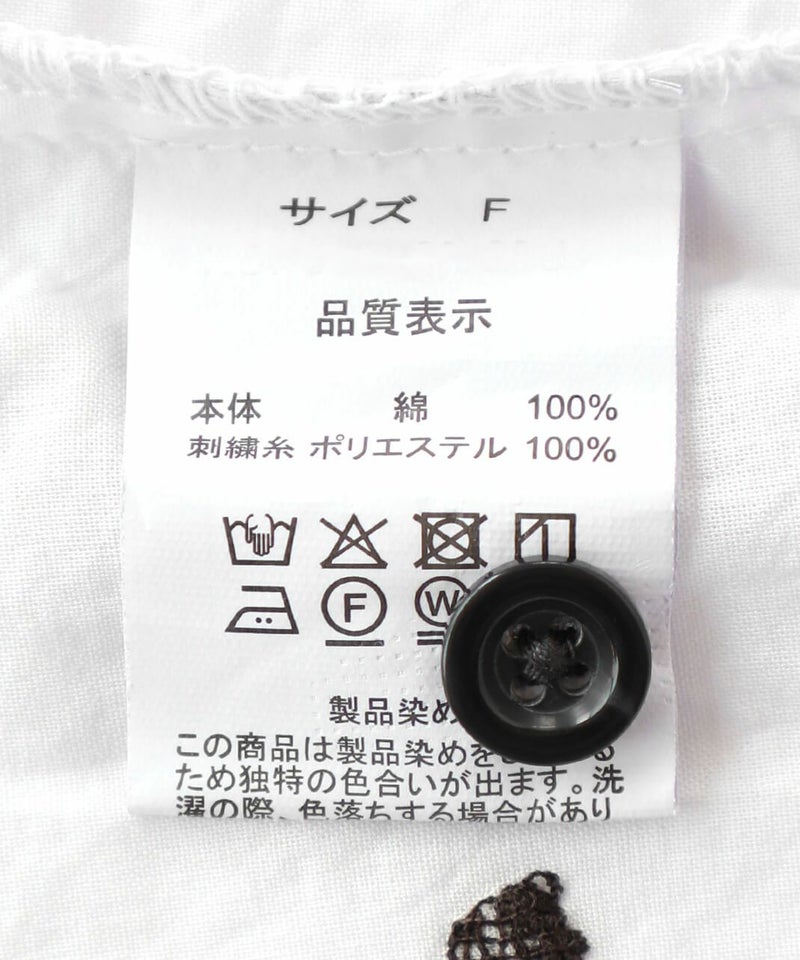 サイズ F
品質表示
本体 綿 100%
刺繍糸 ポリエステル 100%
F W
製品染め
この商品は製品染めを
ため独特の色合いが出ます。洗
濯の際、色落ちする場合があり